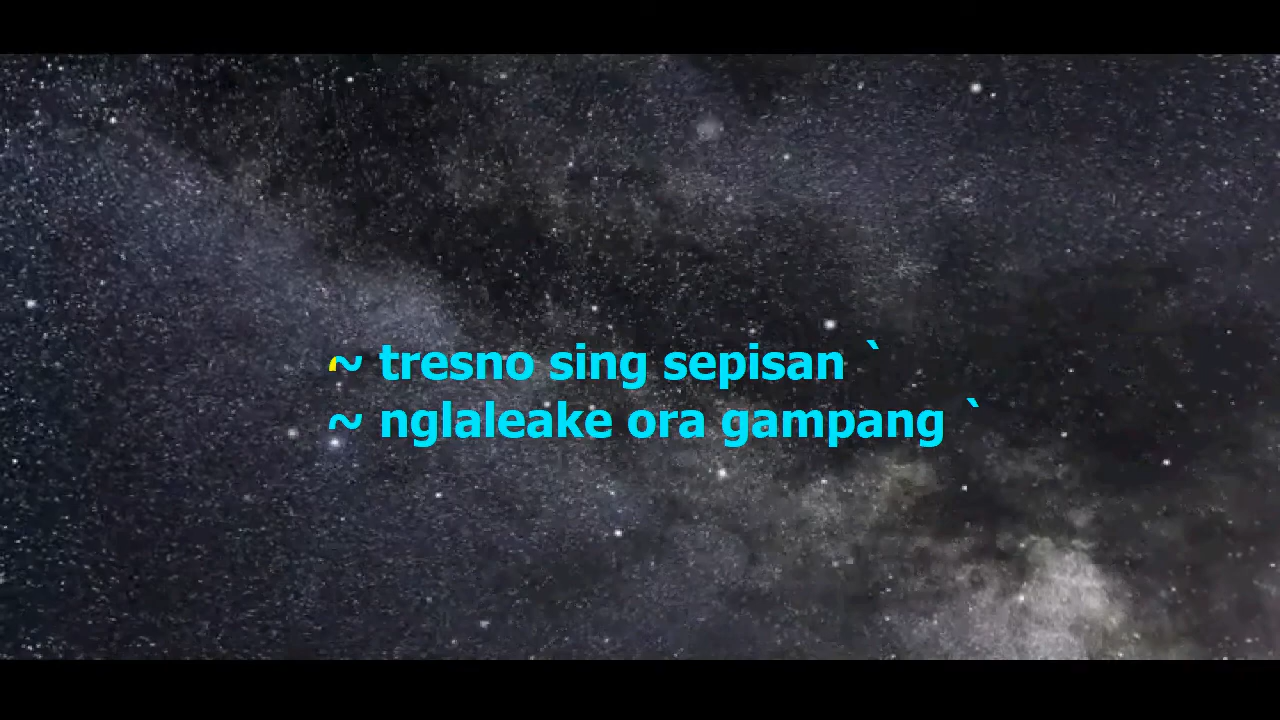 ~ tresno sing sepisan `
~ nglaleake ora gampang `